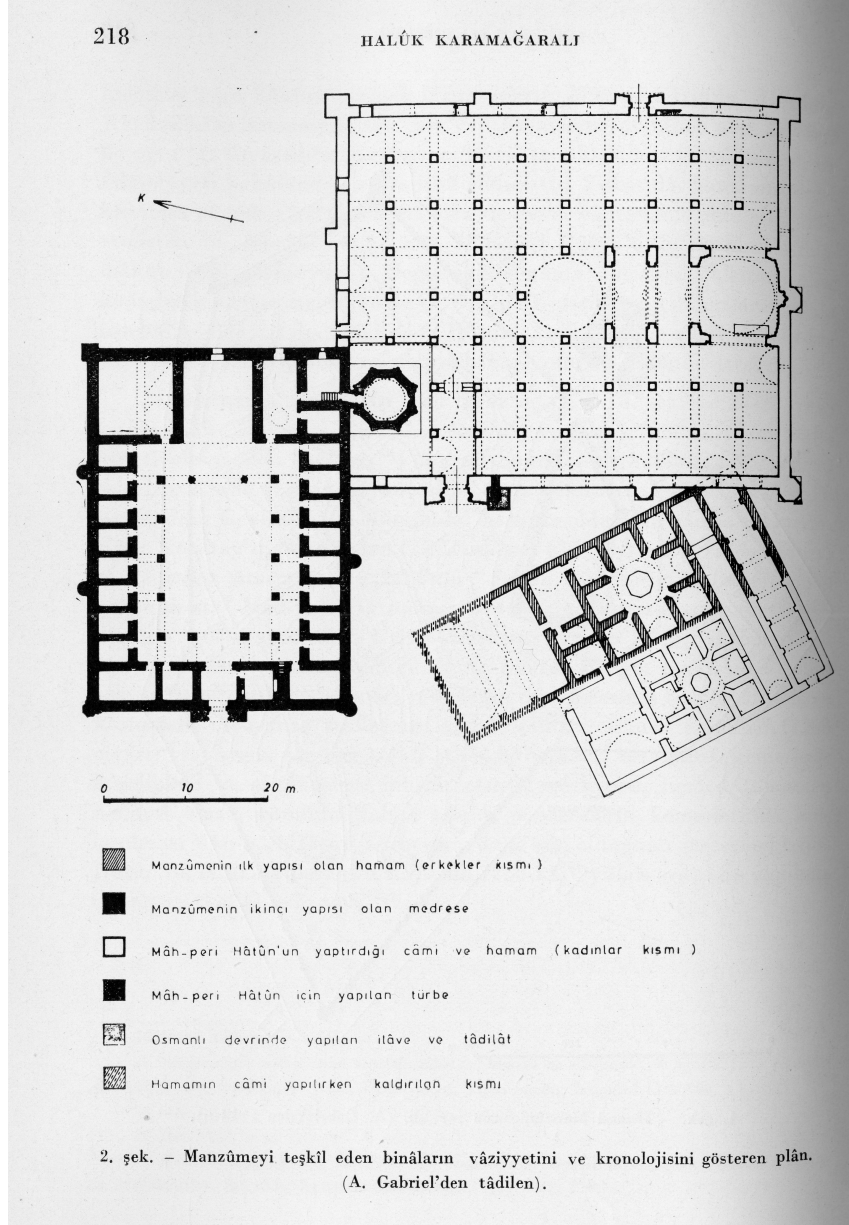 218
HALÛK KARAMAĞARALI
K
0 10 20 m
Manzûmenin ilk yapısı olan hamam (erkekler kısmı)
Manzûmenin ikinci yapısı olan medrese
Mâh-peri Hâtûn'un yaptırdığı câmi ve hamam (kadınlar kısmı)
Mâh-peri Hâtûn için yapılan türbe
Osmanlı devrinde yapılan ilâve ve tâdilât
Hamamın câmi yapılırken kaldırılan kısmı
2. şek. – Manzûmeyi teşkîl eden binâların vâziyyetini ve kronolojisini gösteren plân.
(A. Gabriel'den tâdilen).